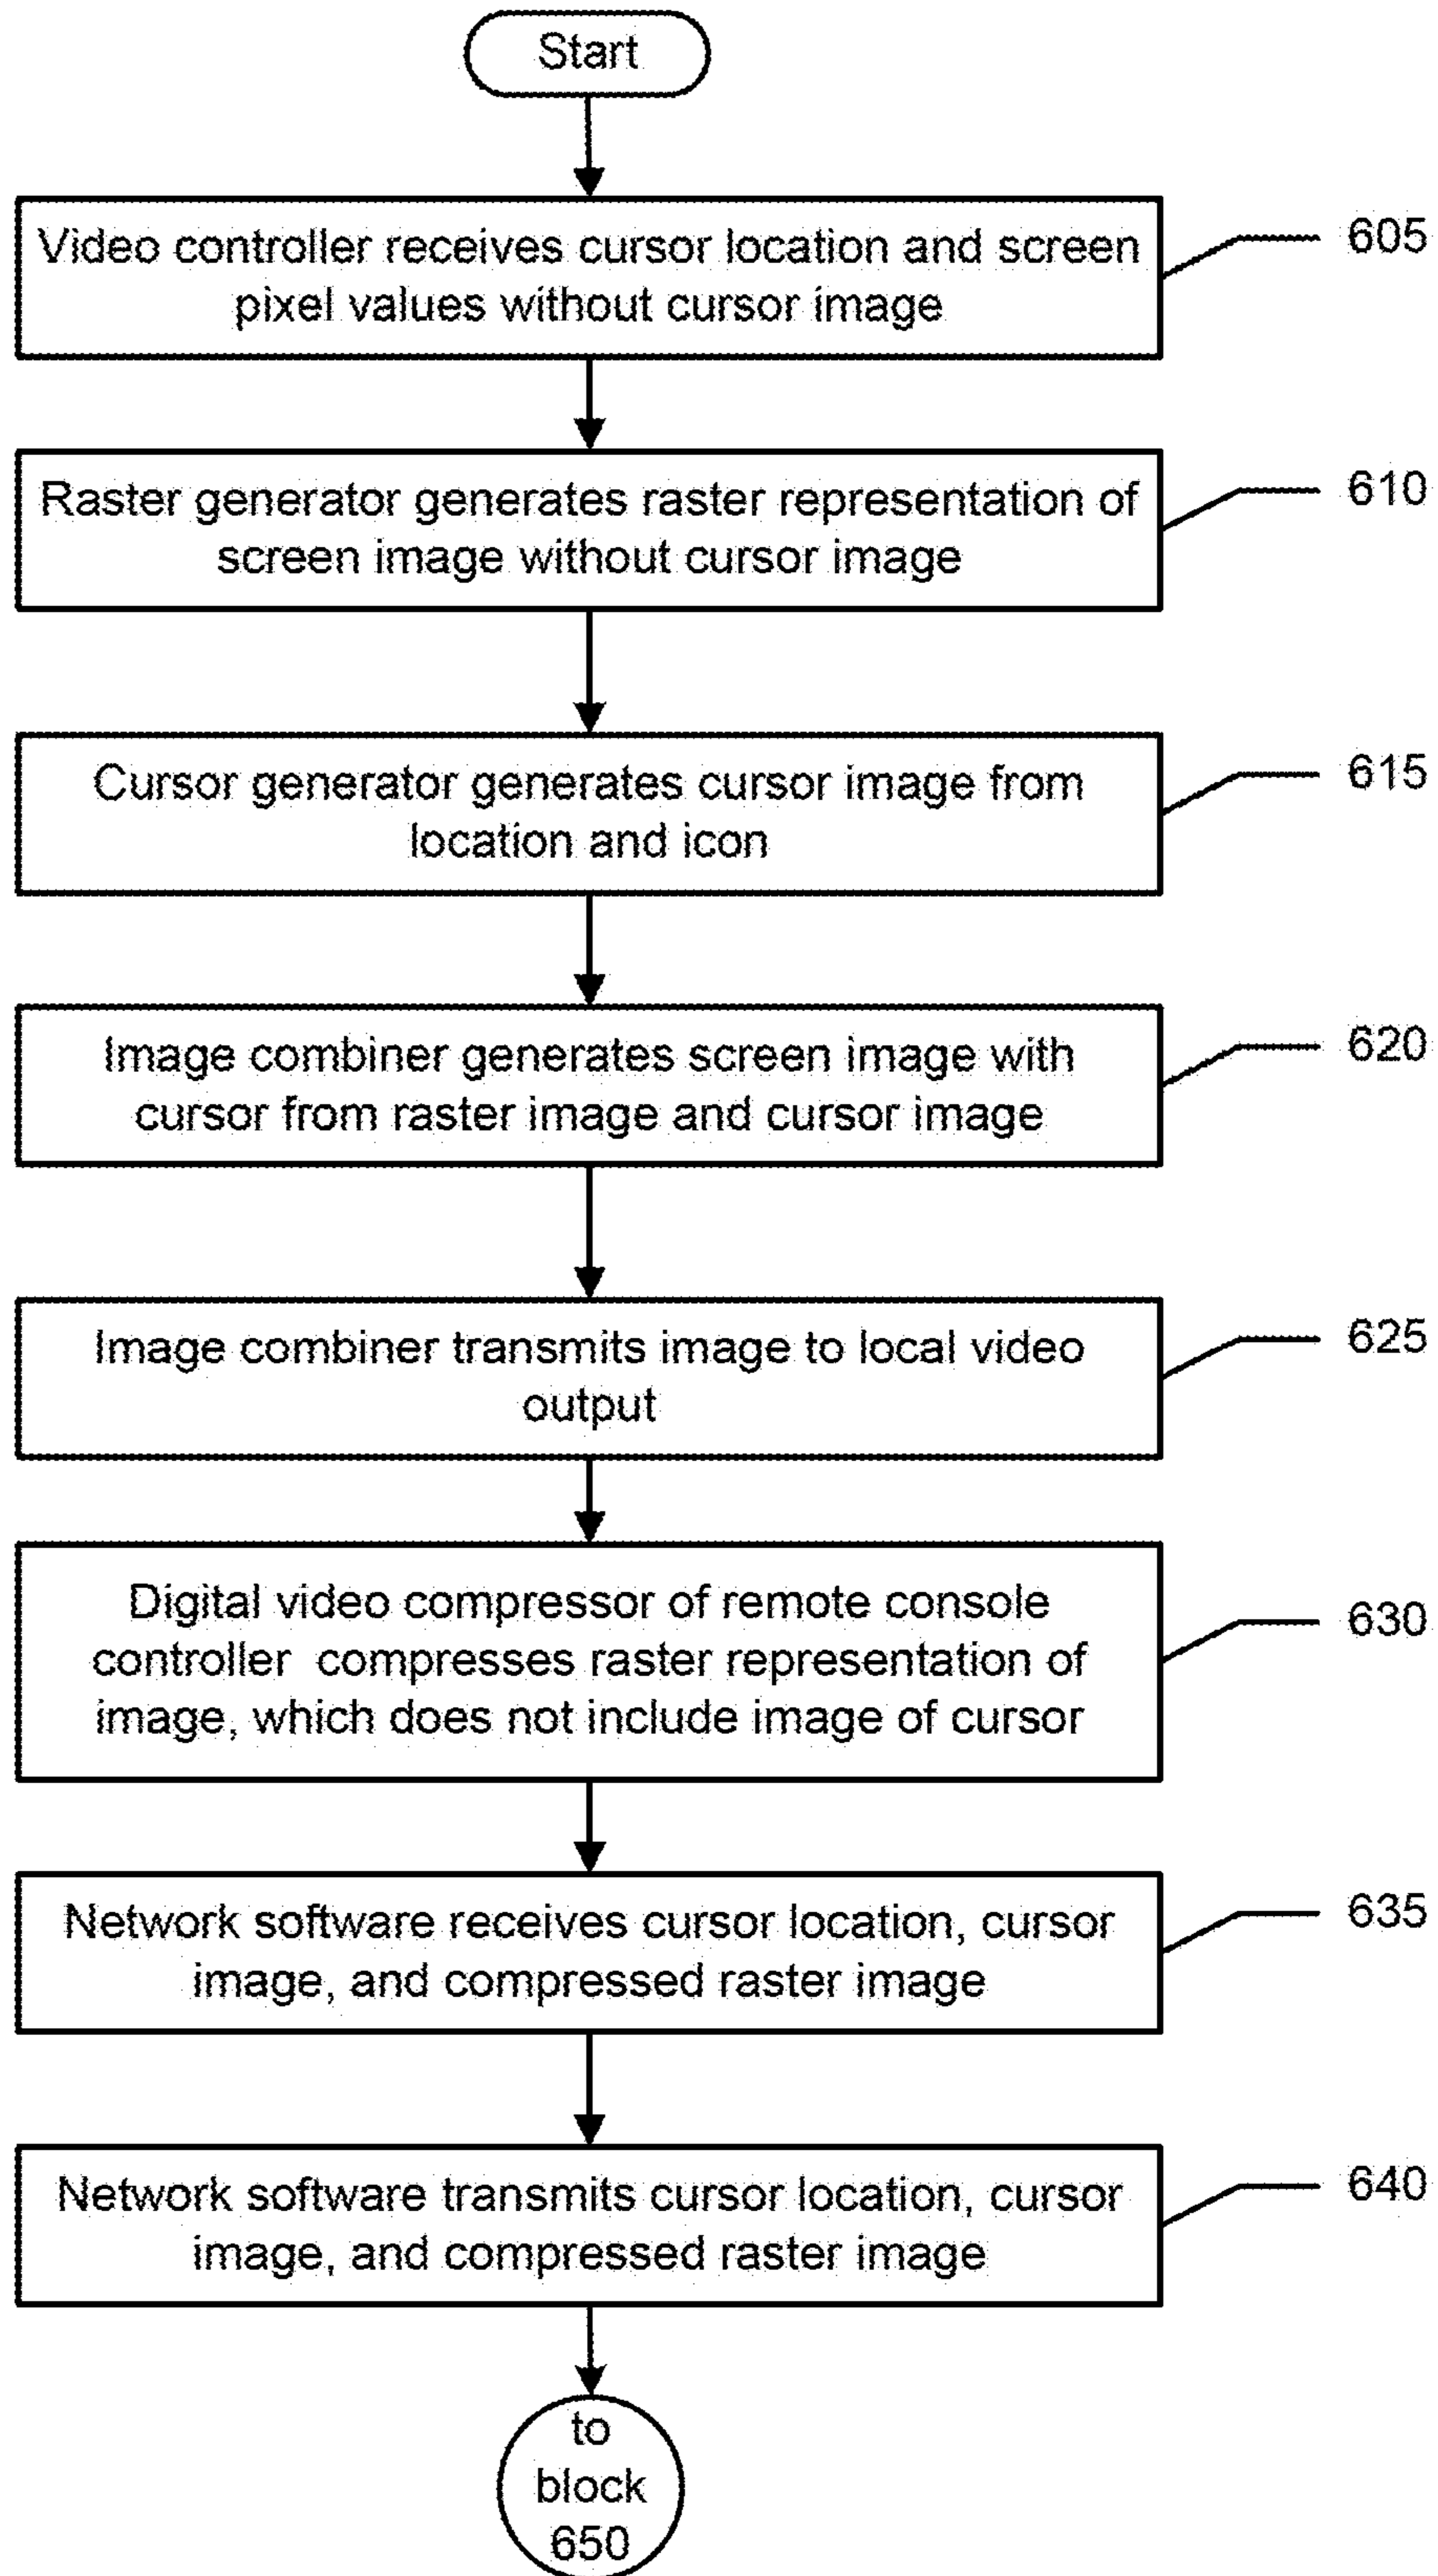 Start
Video controller receives cursor location and screen
pixel values without cursor image
605
Raster generator generates raster representation of
screen image without cursor image
610
Cursor generator generates cursor image from
location and icon
615
Image combiner generates screen image with
cursor from raster image and cursor image
620
Image combiner transmits image to local video
output
625
Digital video compressor of remote console
controller compresses raster representation of
image, which does not include image of cursor
630
Network software receives cursor location, cursor
image, and compressed raster image
635
Network software transmits cursor location, cursor
image, and compressed raster image
640
to
block
650